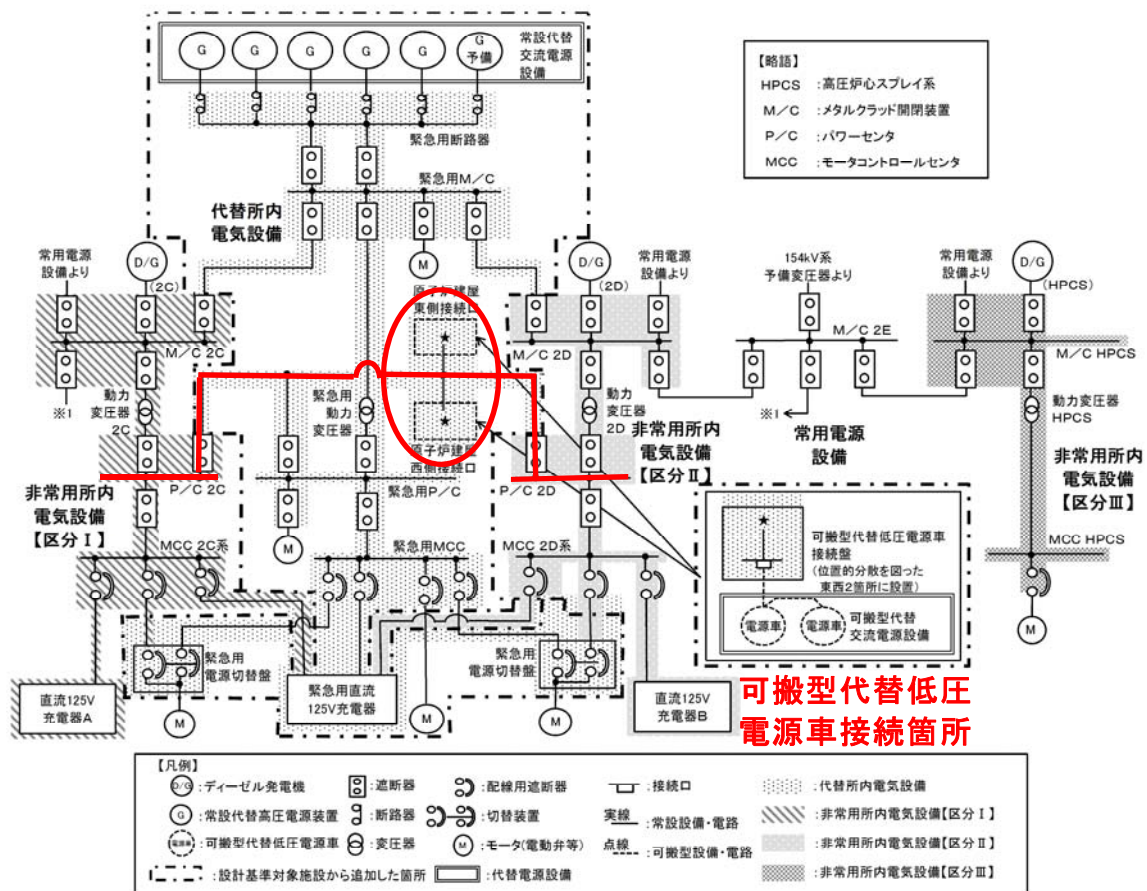 G
G
G
G
G
G
予備
常設代替
交流電源
設備
【略語】
HPCS :高圧炉心スプレイ系
M/C :メタルクラッド開閉装置
P/C :パワーセンタ
MCC :モータコントロールセンタ
緊急用断路器
緊急用M/C
代替所内
電気設備
M
常用電源
設備より
D/G
(2C)
M/C 2C
※1
動力
変圧器
2C
P/C 2C
非常用所内
電気設備
【区分Ⅰ】
MCC 2C系
原子炉建屋
東側接続口
★
★
原子炉建屋
西側接続口
緊急用
動力
変圧器
緊急用P/C
M
緊急用MCC
D/G
(2D)
常用電源
設備より
M/C 2D
動力
変圧器
2D
P/C 2D
非常用所内
電気設備
【区分Ⅱ】
MCC 2D系
154kV系
予備変圧器より
M/C 2E
※1
常用電源
設備
常用電源
設備より
D/G
(HPCS)
M/C HPCS
動力変圧器
HPCS
非常用所内
電気設備
【区分Ⅲ】
MCC HPCS
M
★
可搬型代替低圧電源車
接続盤
(位置的分散を図った
東西2箇所に設置)
電源車
電源車
可搬型代替
交流電源設備
緊急用
電源切替盤
緊急用
電源切替盤
直流125V
充電器A
M
緊急用直流
125V充電器
M
M
直流125V
充電器B
可搬型代替低圧
電源車接続箇所
【凡例】
D/G :ディーゼル発電機
:遮断器
:配線用遮断器
:接続口
:代替所内電気設備
G :常設代替高圧電源装置
:断路器
:切替装置
実線 :常設設備・電路
:非常用所内電気設備【区分Ⅰ】
電源車 :可搬型代替低圧電源車
:変圧器
M :モータ(電動弁等)
点線 :可搬型設備・電路
:非常用所内電気設備【区分Ⅱ】
:設計基準対象施設から追加した箇所
:代替電源設備
:非常用所内電気設備【区分Ⅲ】